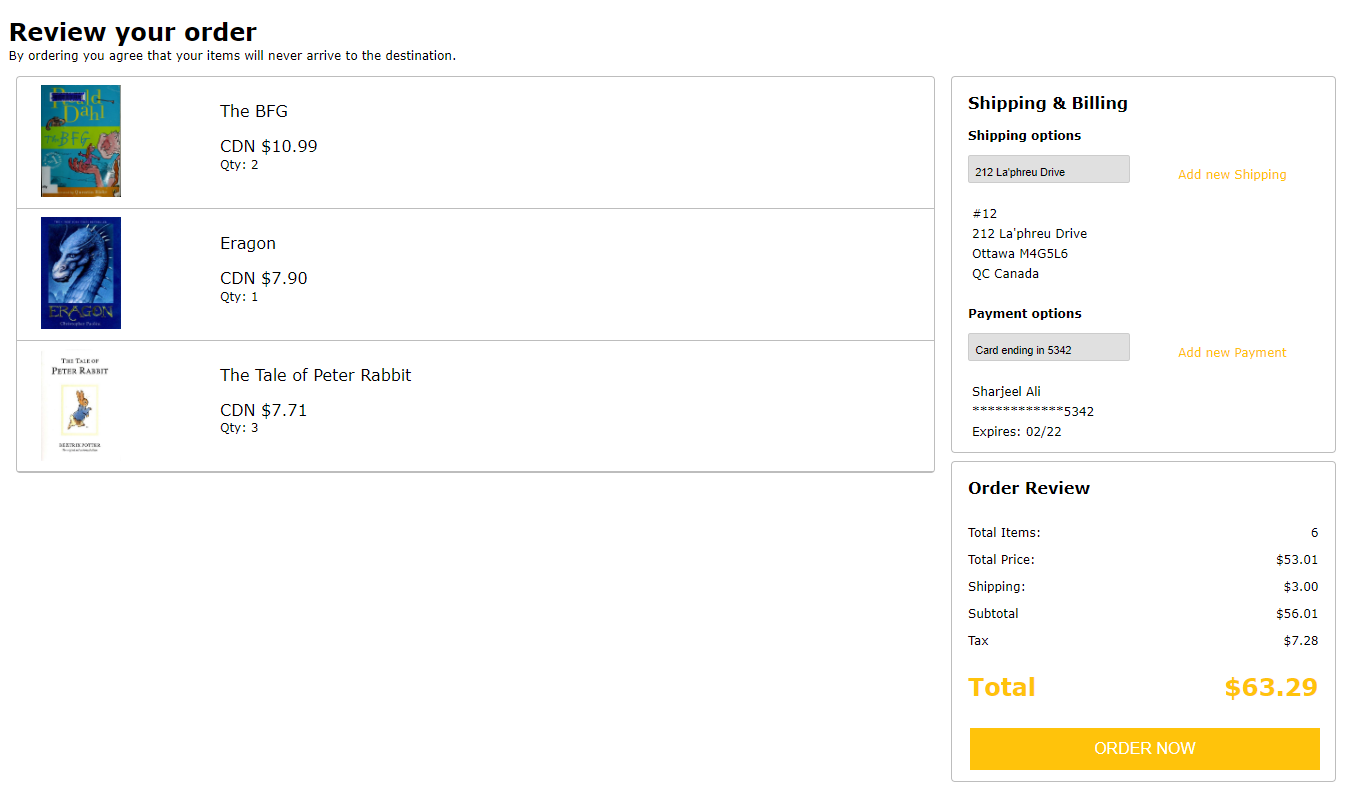 Review your order
By ordering you agree that your items will never arrive to the destination.
Roald
Dahl
The BFG
The BFG
CDN $10.99
Qty: 2
ERAGON
Christopher Paolini
Eragon
CDN $7.90
Qty: 1
THE TALE OF
PETER RABBIT
BEATRIX POTTER
The Tale of Peter Rabbit
CDN $7.71
Qty: 3
Shipping & Billing
Shipping options
212 La'phreu Drive
Add new Shipping
#12
212 La'phreu Drive
Ottawa M4G5L6
QC Canada
Payment options
Card ending in 5342
Add new Payment
Sharjeel Ali
************5342
Expires: 02/22
Order Review
Total Items: 6
Total Price: $53.01
Shipping: $3.00
Subtotal $56.01
Tax $7.28
Total $63.29
ORDER NOW